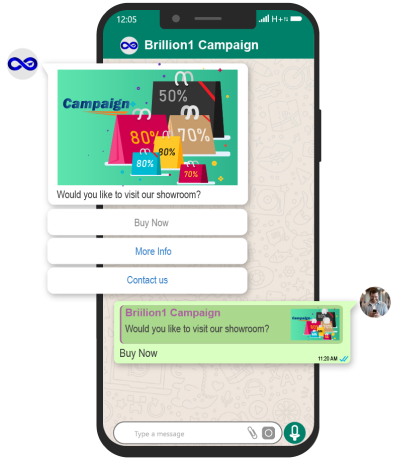 12:05
H+
Brillion1 Campaign
Campaign
50%
80%
70%
80%
80%
70%
Would you like to visit our showroom?
Buy Now
More Info
Contact us
Briilion1 Campaign
Would you like to visit our showroom?
Buy Now
11:20 AM
Type a message